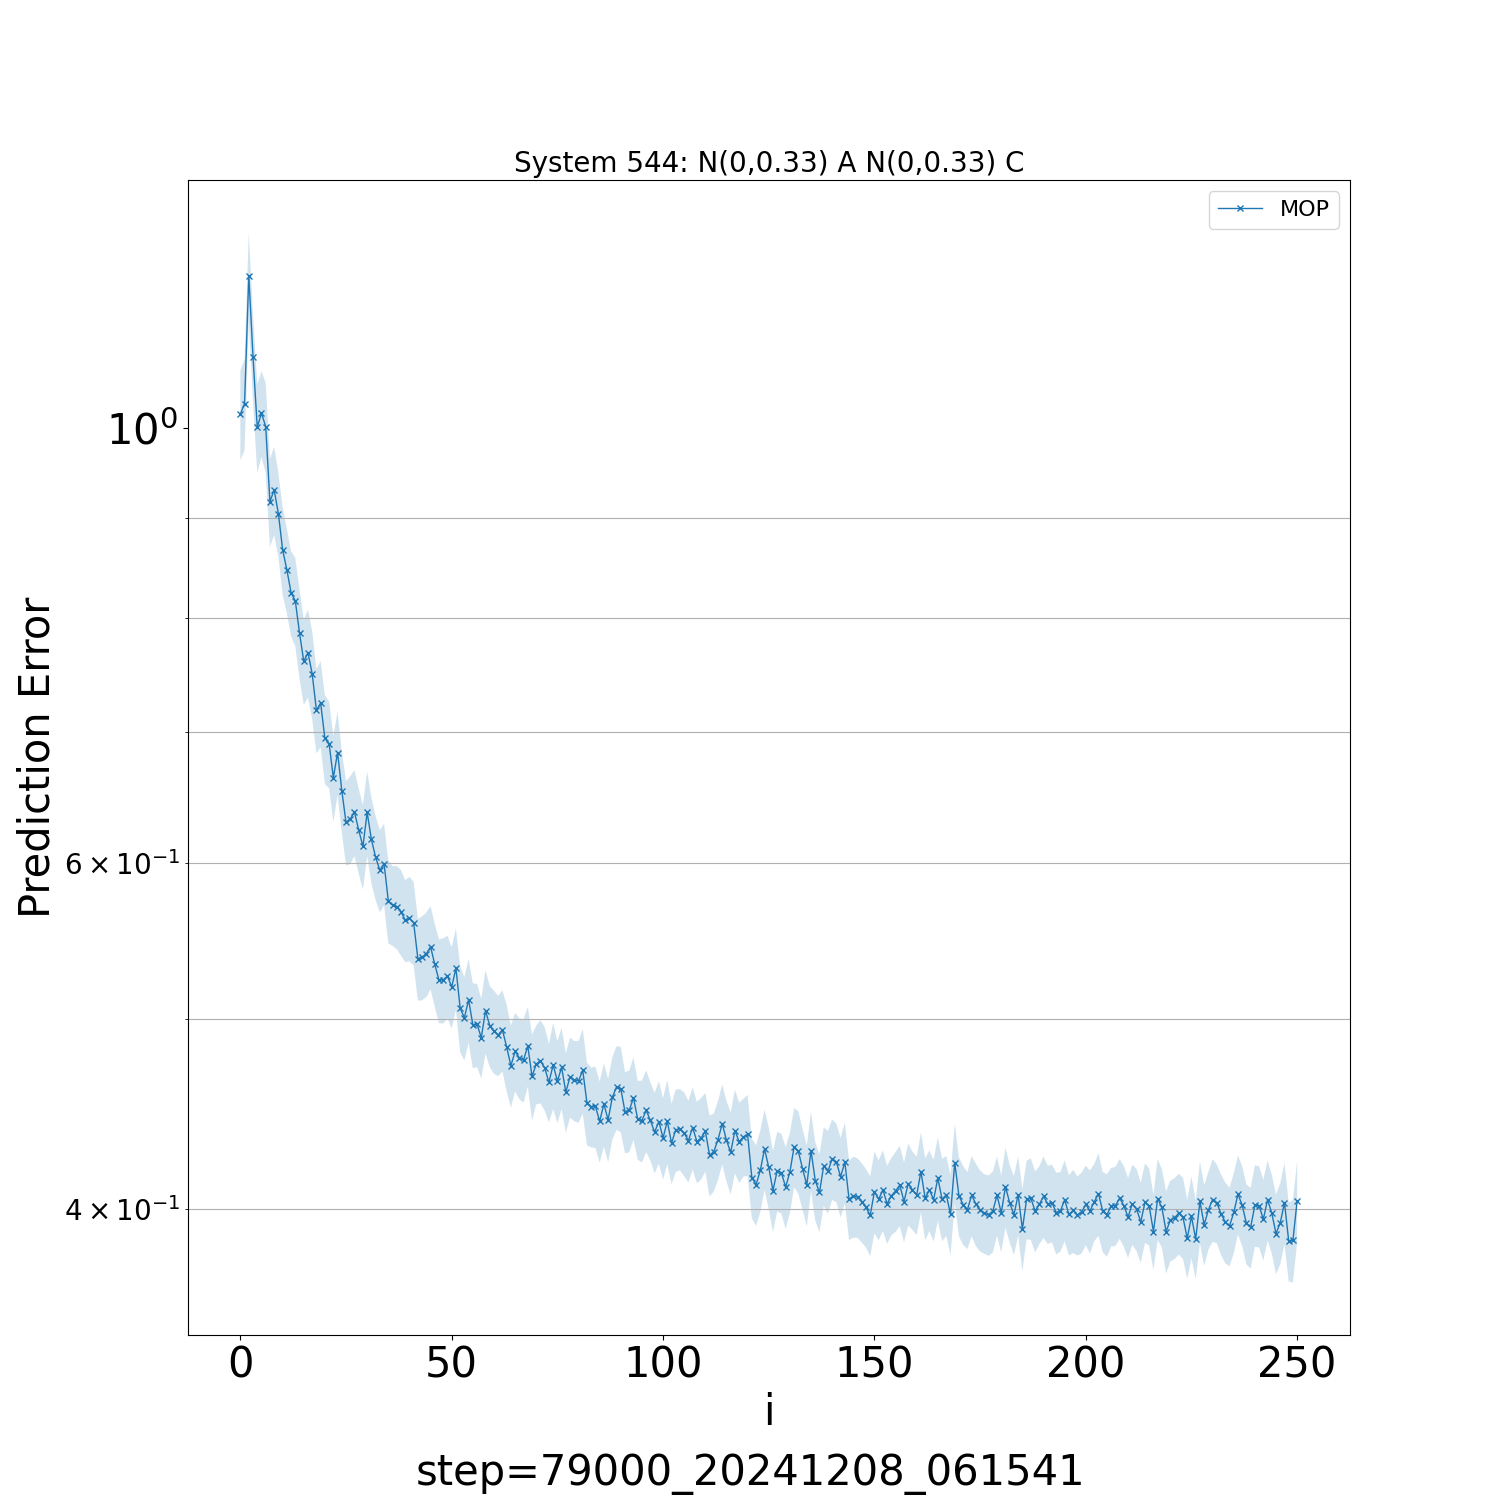 System 544: N(0,0.33) A N(0,0.33) C
MOP
10⁰
6 × 10⁻¹
4 × 10⁻¹
Prediction Error
0 50 100 150 200 250
i
step=79000_20241208_061541